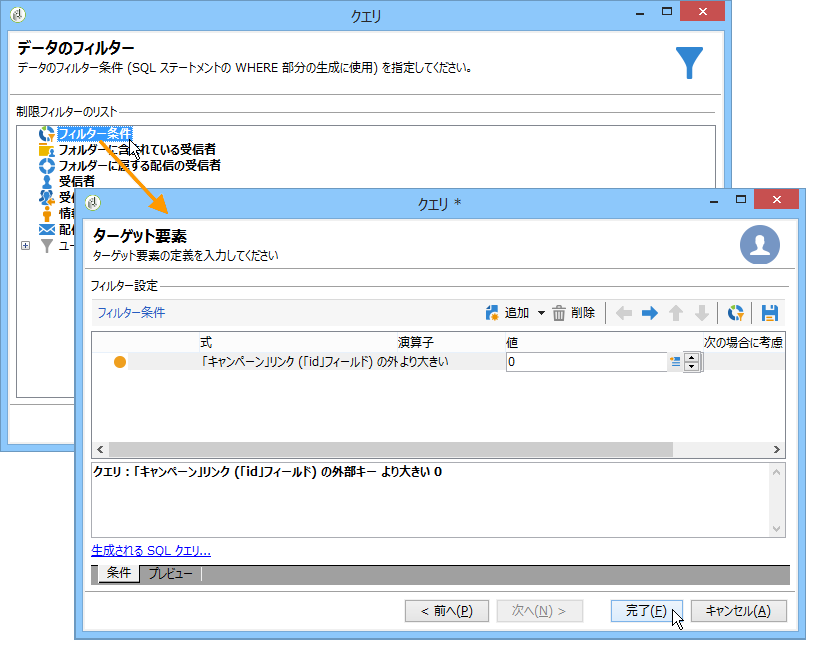 クエリ
データのフィルター
データのフィルター条件 (SQL ステートメントの WHERE 部分の生成に使用) を指定してください。
制限フィルターのリスト
フィルター条件
フォルダーに含まれている受信者
フォルダーに属する配信の受信者
受信者
受信
情報
配信
ユー
クエリ *
ターゲット要素
ターゲット要素の定義を入力してください
フィルター設定
フィルター条件 追加 削除
式 演算子 値 次の場合に考慮
「キャンペーン」リンク (「id」フィールド) の外 より大きい 0
クエリ : 「キャンペーン」リンク (「id」フィールド) の外部キー より大きい 0
生成される SQL クエリ...
条件 プレビュー
< 前へ(P) 次へ(N) > 完了(F) キャンセル(A)